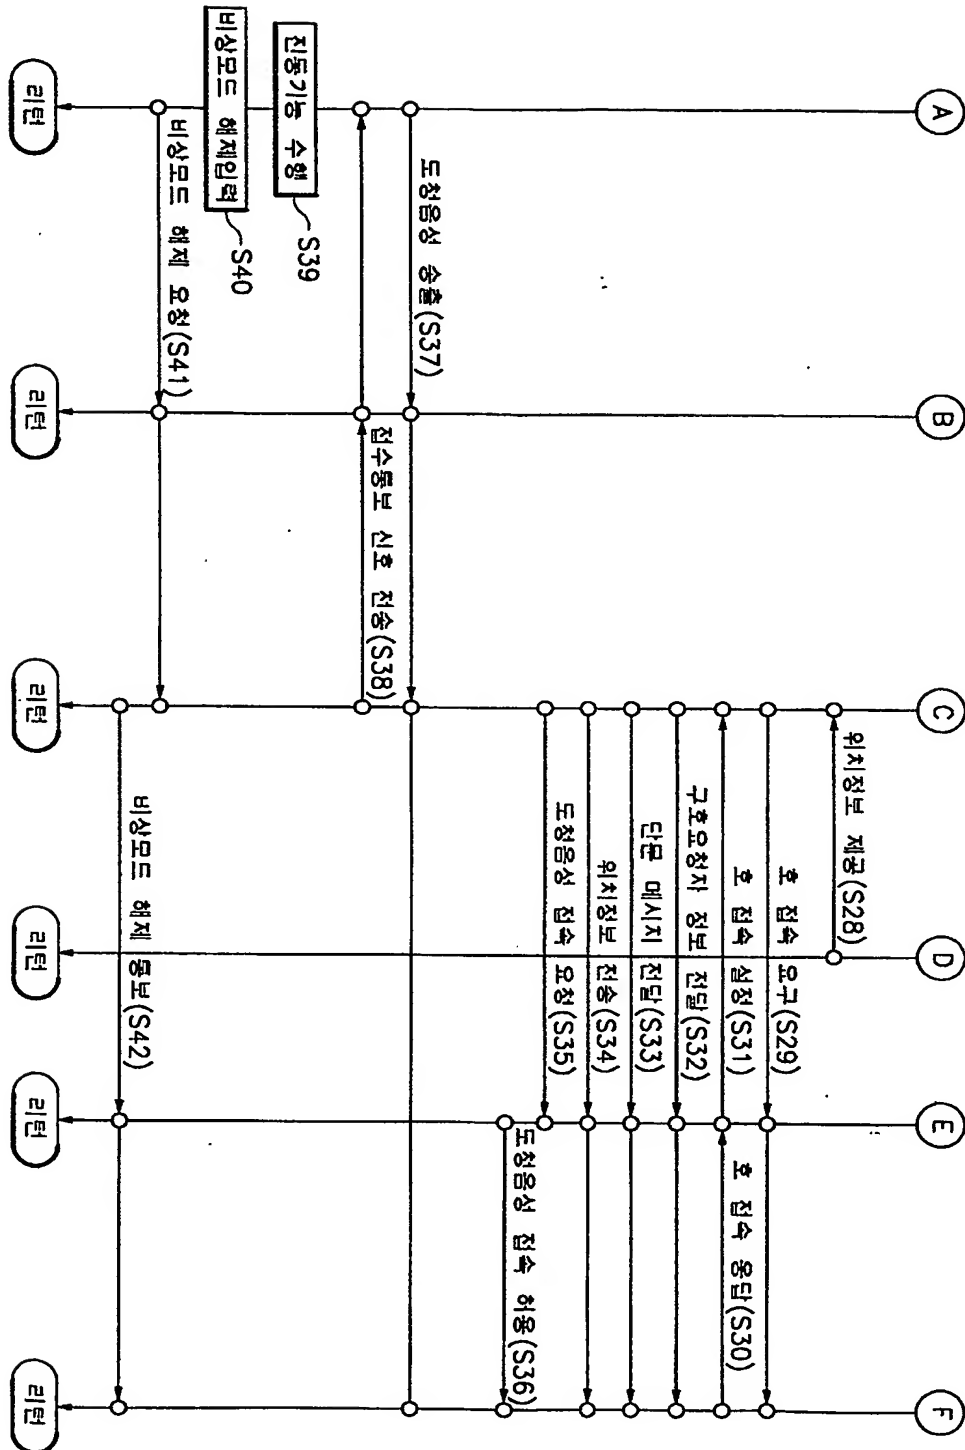 A
B
C
D
E
F
위치정보 제공(S28)
호 접속 요구(S29)
호 접속 응답(S30)
호 접속 설정(S31)
구호요청자 정보 전달(S32)
단문 메시지 전달(S33)
위치정보 전송(S34)
도청음성 접속 요청(S35)
도청음성 접속 허용(S36)
도청음성 송출(S37)
접수통보 신호 전송(S38)
진동기능 수행
S39
비상모드 해제입력
S40
비상모드 해제 요청(S41)
비상모드 해제 통보(S42)
리턴
리턴
리턴
리턴
리턴
리턴